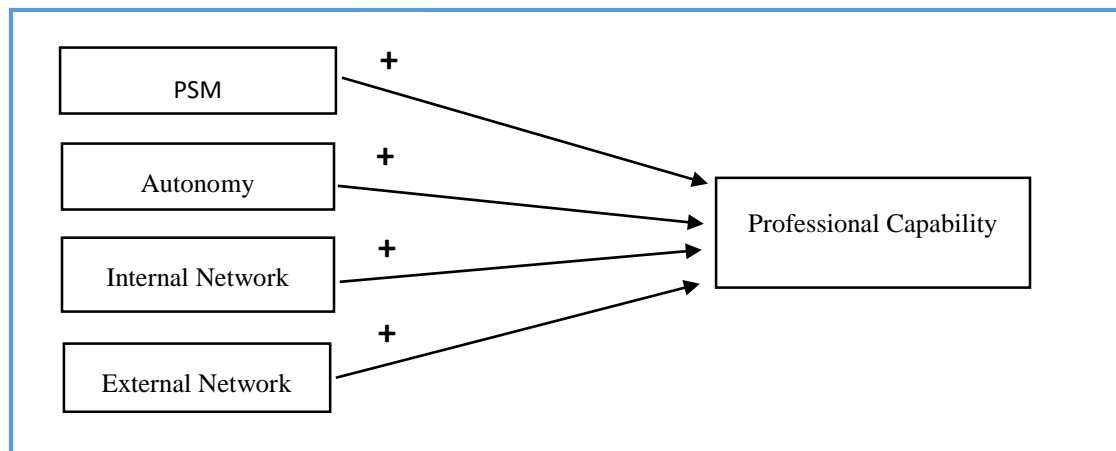 +
PSM
+
Autonomy
Professional Capability
+
Internal Network
+
External Network